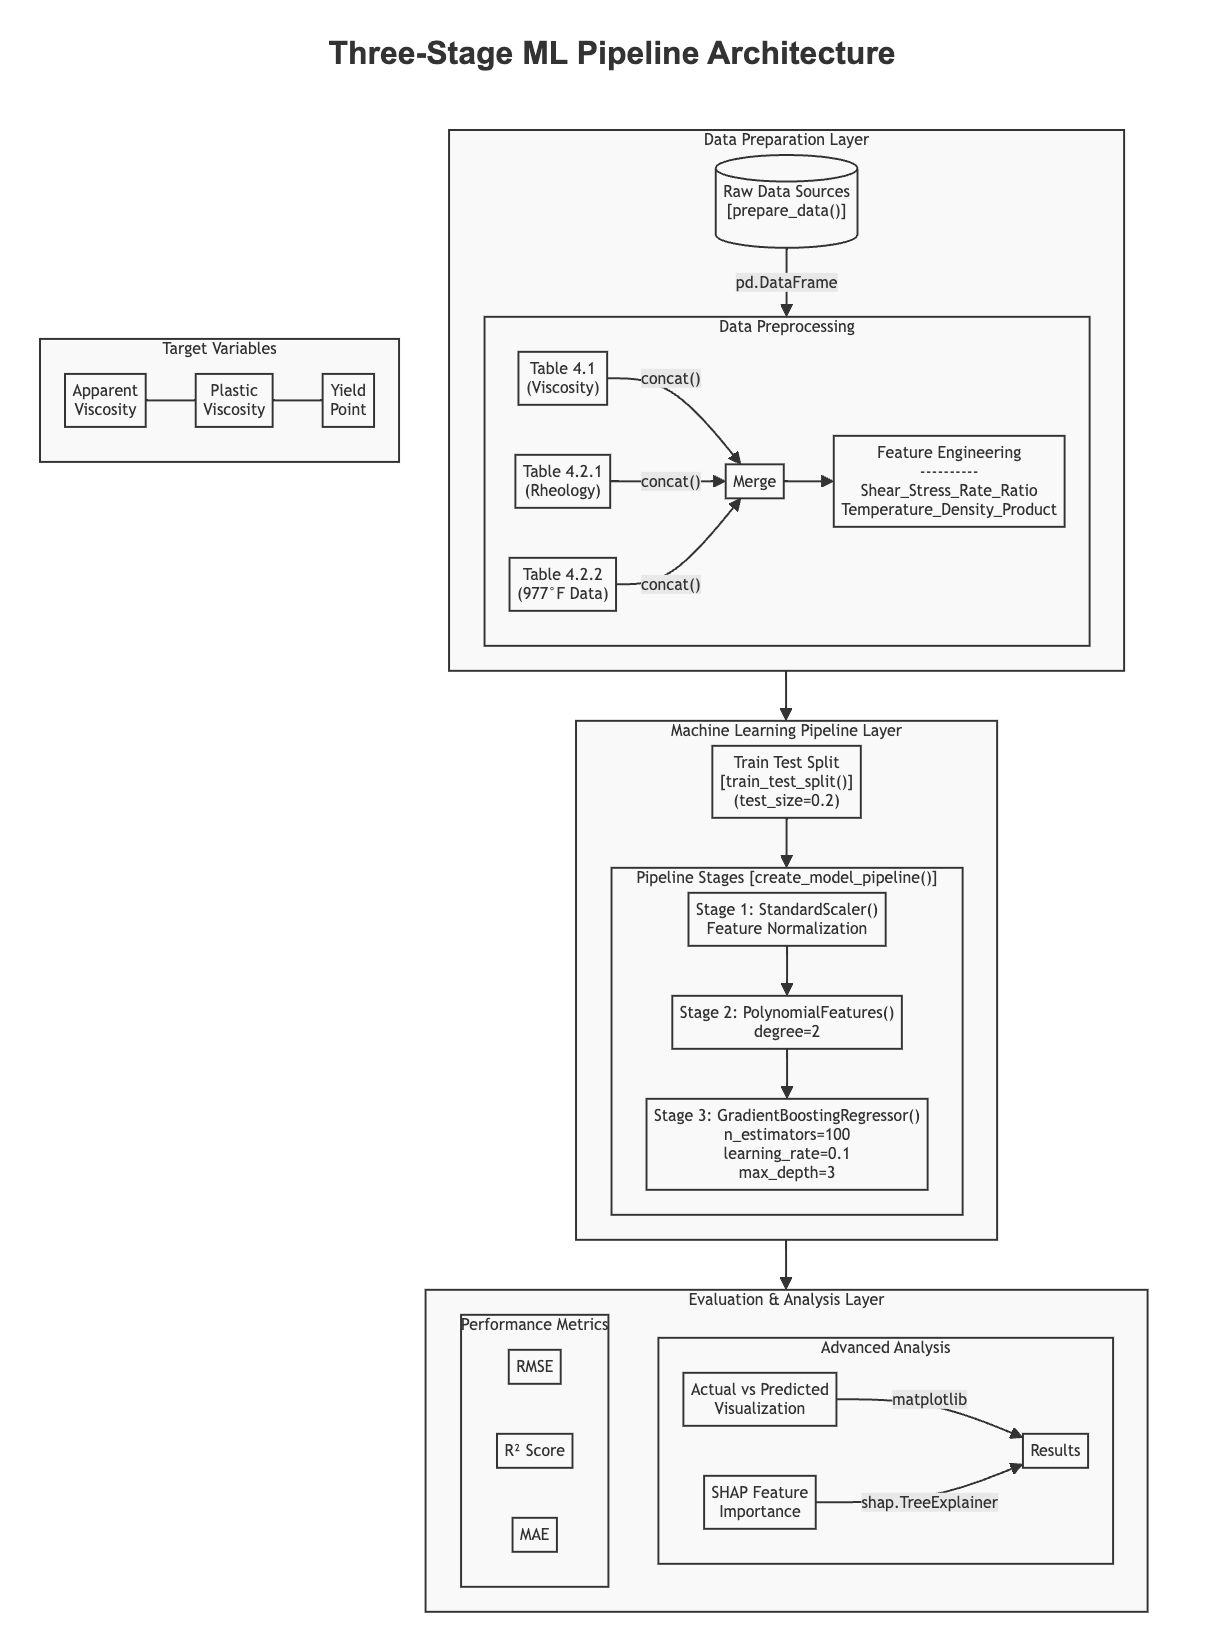 Three-Stage ML Pipeline Architecture
Data Preparation Layer
Raw Data Sources
[prepare_data()]
pd.DataFrame
Data Preprocessing
Table 4.1
(Viscosity)
concat()
Table 4.2.1
(Rheology)
concat()
Table 4.2.2
(977°F Data)
concat()
Merge
Feature Engineering
----------
Shear_Stress_Rate_Ratio
Temperature_Density_Product
Target Variables
Apparent
Viscosity
Plastic
Viscosity
Yield
Point
Machine Learning Pipeline Layer
Train Test Split
[train_test_split()]
(test_size=0.2)
Pipeline Stages [create_model_pipeline()]
Stage 1: StandardScaler()
Feature Normalization
Stage 2: PolynomialFeatures()
degree=2
Stage 3: GradientBoostingRegressor()
n_estimators=100
learning_rate=0.1
max_depth=3
Evaluation & Analysis Layer
Performance Metrics
RMSE
R² Score
MAE
Advanced Analysis
Actual vs Predicted
Visualization
matplotlib
SHAP Feature
Importance
shap.TreeExplainer
Results